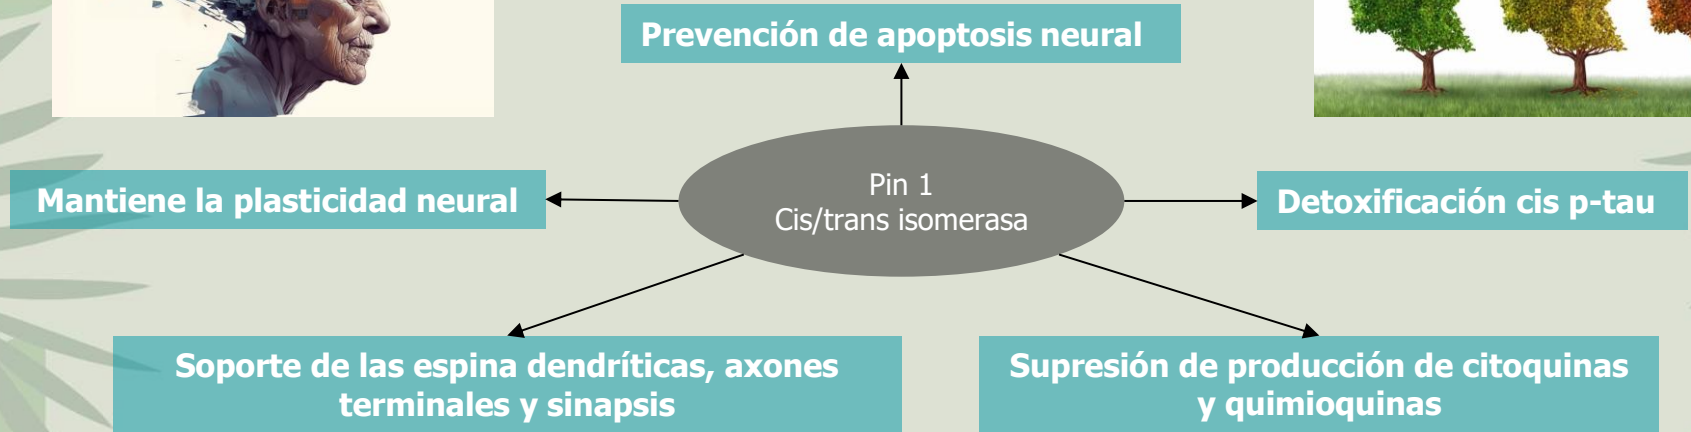 Prevención de apoptosis neural
Pin 1
Cis/trans isomerasa
Mantiene la plasticidad neural
Detoxificación cis p-tau
Soporte de las espina dendríticas, axones
terminales y sinapsis
Supresión de producción de citoquinas
y quimioquinas